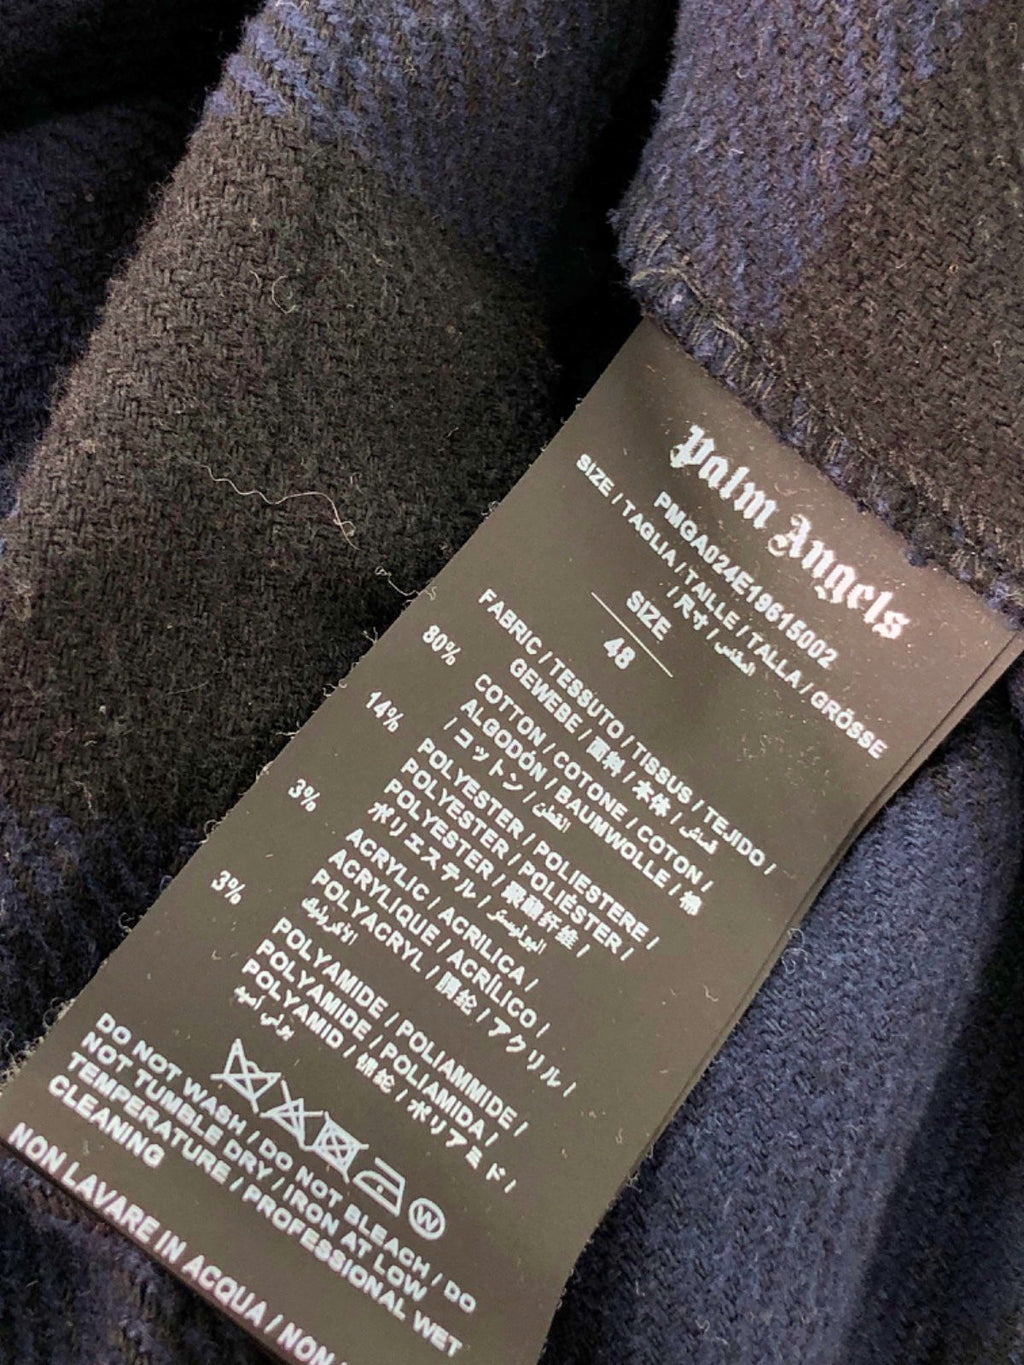 Palm Angels
PMGA024E19615002
SIZE / TAGLIA / TAILLE / TALLA / GRÖSSE
/ 尺寸 / المقاس
SIZE
48
FABRIC / TESSUTO / TISSUS / TEJIDO /
GEWEBE / 面料 / 本体 / قماش
80% COTTON / COTONE / COTON /
ALGODÓN / BAUMWOLLE / 棉
/ コットン / القطن
14% POLYESTER / POLIESTERE /
POLYESTER / POLIÉSTER /
POLYESTER / 聚酯纤维 /
ポリエステル / البوليستر
3% ACRYLIC / ACRILICA /
ACRYLIQUE / ACRÍLICO /
POLYACRYL / 腈纶 / アクリル /
الأكريليك
3% POLYAMIDE / POLIAMMIDE /
POLYAMIDE / POLIAMIDA /
POLYAMID / 锦纶 / ポリアミド /
بولي أميد
W
DO NOT WASH / DO NOT BLEACH / DO
NOT TUMBLE DRY / IRON AT LOW
TEMPERATURE / PROFESSIONAL WET
CLEANING
NON LAVARE IN ACQUA / NON